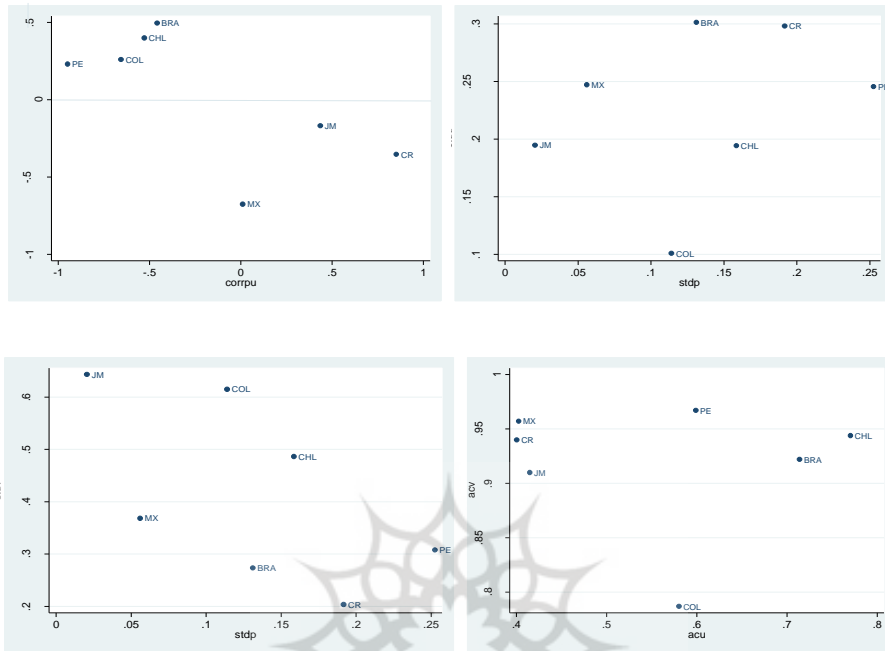 .5
BRA
CHL
COL
PE
0
JM
CR
-.5
MX
-1
-1
-.5
0
.5
1
corrpu
.3
BRA
CR
.25
MX
.2
JM
CHL
.15
.1
COL
0
.05
.1
.15
.2
.25
stdp
JM
.6
COL
.5
CHL
.4
MX
.3
PE
BRA
.2
CR
0
.05
.1
.15
.2
.25
stdp
1
PE
MX
.95
CHL
CR
BRA
JM
.9
acv
.85
.8
COL
.4
.5
.6
.7
.8
acu